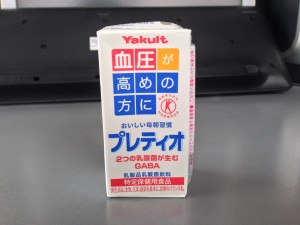 Yakult
血圧が
高めの
方に
おいしい毎朝習慣
プレティオ
2つの乳酸菌が生む
GABA
乳製品乳酸菌飲料
特定保健用食品